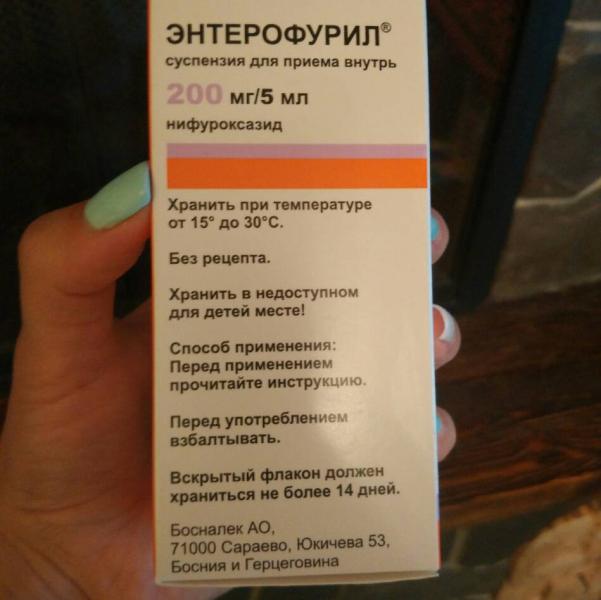 ЭНТЕРОФУРИЛ®
суспензия для приема внутрь
200 мг/5 мл
нифуроксазид
Хранить при температуре
от 15° до 30°С.
Без рецепта.
Хранить в недоступном
для детей месте!
Способ применения:
Перед применением
прочитайте инструкцию.
Перед употреблением
взбалтывать.
Вскрытый флакон должен
храниться не более 14 дней.
Босналек АО,
71000 Сараево, Юкичева 53,
Босния и Герцеговина